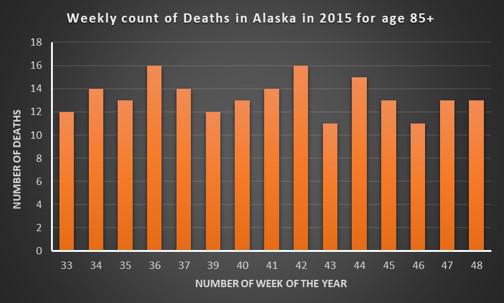 Weekly count of Deaths in Alaska in 2015 for age 85+
NUMBER OF DEATHS
18
16
14
12
10
8
6
4
2
0
33 34 35 36 37 39 40 41 42 43 44 45 46 47 48
NUMBER OF WEEK OF THE YEAR